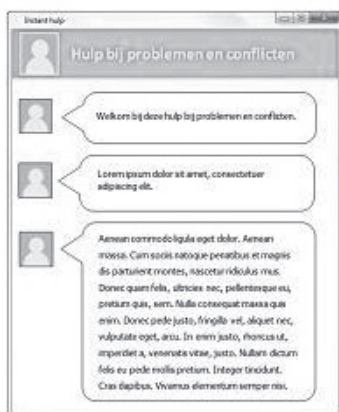 Instant hulp
Hulp bij problemen en conflicten
Welkom bij deze hulp bij problemen en conflicten.
Lorem ipsum dolor sit amet, consectetuer
adipiscing elit.
Aenean commodo ligula eget dolor. Aenean
massa. Cum sociis natoque penatibus et magnis
dis parturient montes, nascetur ridiculus mus.
Donec quam felis, ultricies nec, pellentesque eu,
pretium quis, sem. Nulla consequat massa quis
enim. Donec pede justo, fringilla vel, aliquet nec,
vulputate eget, arcu. In enim justo, rhoncus ut,
imperdiet a, venenatis vitae, justo. Nullam dictum
felis eu pede mollis pretium. Integer tincidunt.
Cras dapibus. Vivamus elementum semper nisi.